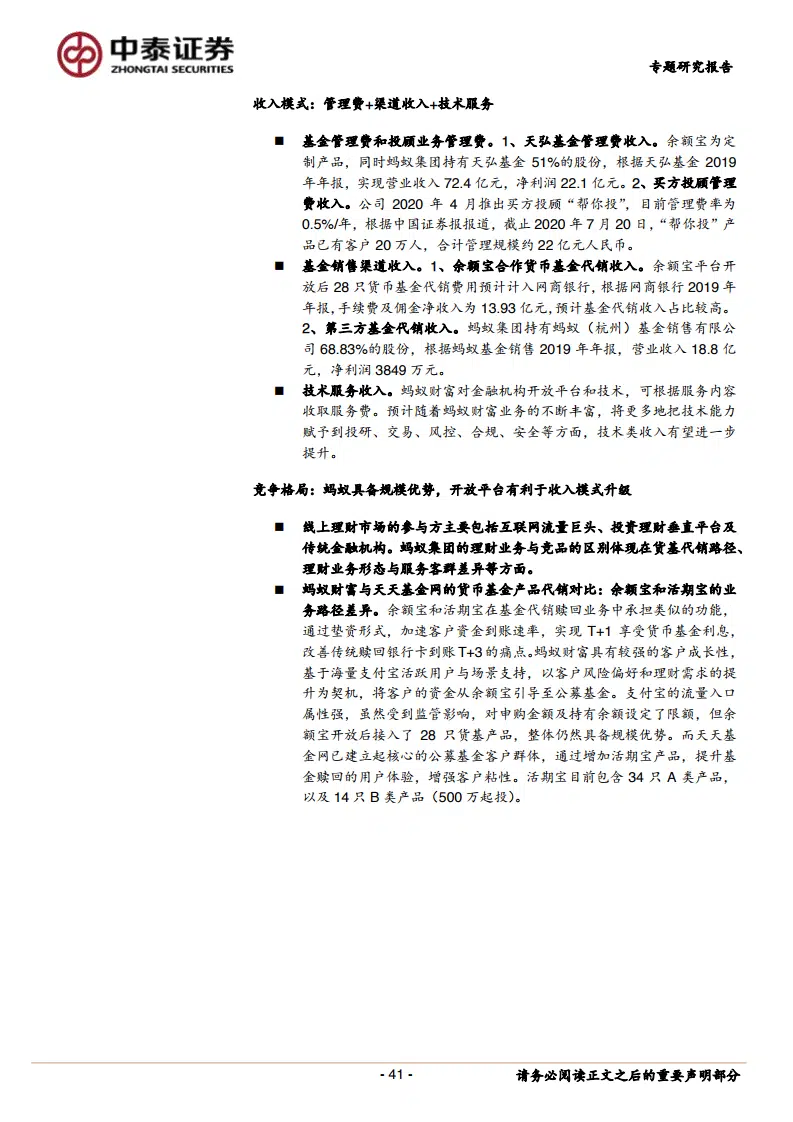 中泰证券
ZHONGTAI SECURITIES
专题研究报告
收入模式：管理费+渠道收入+技术服务
■ 基金管理费和投顾业务管理费。1、天弘基金管理费收入。余额宝为定
制产品，同时蚂蚁集团持有天弘基金 51%的股份，根据天弘基金 2019
年年报，实现营业收入 72.4 亿元，净利润 22.1 亿元。2、买方投顾管理
费收入。公司 2020 年 4 月推出买方投顾“帮你投”，目前管理费率为
0.5%/年，根据中国证券报报道，截止 2020 年 7 月 20 日，“帮你投”产
品已有客户 20 万人，合计管理规模约 22 亿元人民币。
■ 基金销售渠道收入。1、余额宝合作货币基金代销收入。余额宝平台开
放后 28 只货币基金代销费用预计计入网商银行，根据网商银行 2019 年
年报，手续费及佣金净收入为 13.93 亿元，预计基金代销收入占比较高。
2、第三方基金代销收入。蚂蚁集团持有蚂蚁（杭州）基金销售有限公
司 68.83%的股份，根据蚂蚁基金销售 2019 年年报，营业收入 18.8 亿
元，净利润 3849 万元。
■ 技术服务收入。蚂蚁财富对金融机构开放平台和技术，可根据服务内容
收取服务费。预计随着蚂蚁财富业务的不断丰富，将更多地把技术能力
赋予到投研、交易、风控、合规、安全等方面，技术类收入有望进一步
提升。
竞争格局：蚂蚁具备规模优势，开放平台有利于收入模式升级
■ 线上理财市场的参与方主要包括互联网流量巨头、投资理财垂直平台及
传统金融机构。蚂蚁集团的理财业务与竞品的区别体现在货基代销路径、
理财业务形态与服务客群差异等方面。
■ 蚂蚁财富与天天基金网的货币基金产品代销对比：余额宝和活期宝的业
务路径差异。余额宝和活期宝在基金代销赎回业务中承担类似的功能，
通过垫资形式，加速客户资金到账速率，实现 T+1 享受货币基金利息，
改善传统赎回银行卡到账 T+3 的痛点。蚂蚁财富具有较强的客户成长性，
基于海量支付宝活跃用户与场景支持，以客户风险偏好和理财需求的提
升为契机，将客户的资金从余额宝引导至公募基金。支付宝的流量入口
属性强，虽然受到监管影响，对申购金额及持有余额设定了限额，但余
额宝开放后接入了 28 只货基产品，整体仍然具备规模优势。而天天基
金网已建立起核心的公募基金客户群体，通过增加活期宝产品，提升基
金赎回的用户体验，增强客户粘性。活期宝目前包含 34 只 A 类产品，
以及 14 只 B 类产品（500 万起投）。
- 41 -
请务必阅读正文之后的重要声明部分